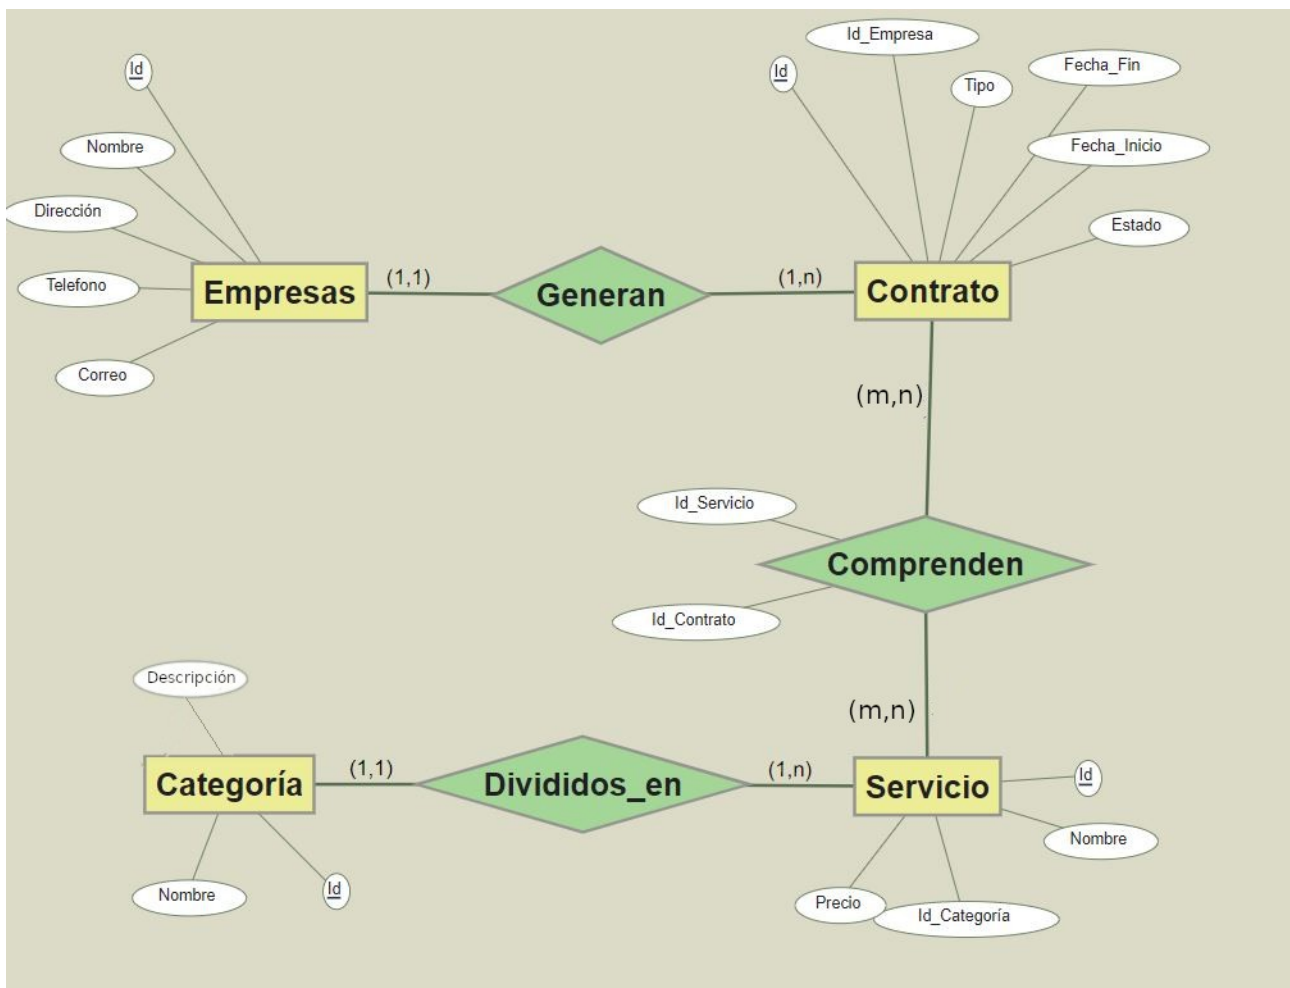 Id_Empresa
Id
Id
Fecha_Fin
Tipo
Nombre
Fecha_Inicio
Dirección
Estado
(1,1)
(1,n)
Telefono
Empresas
Generan
Contrato
Correo
(m,n)
Id_Servicio
Comprenden
Id_Contrato
Descripción
(m,n)
(1,1)
(1,n)
Categoría
Divididos_en
Servicio
Id
Nombre
Nombre
Id
Precio
Id_Categoría